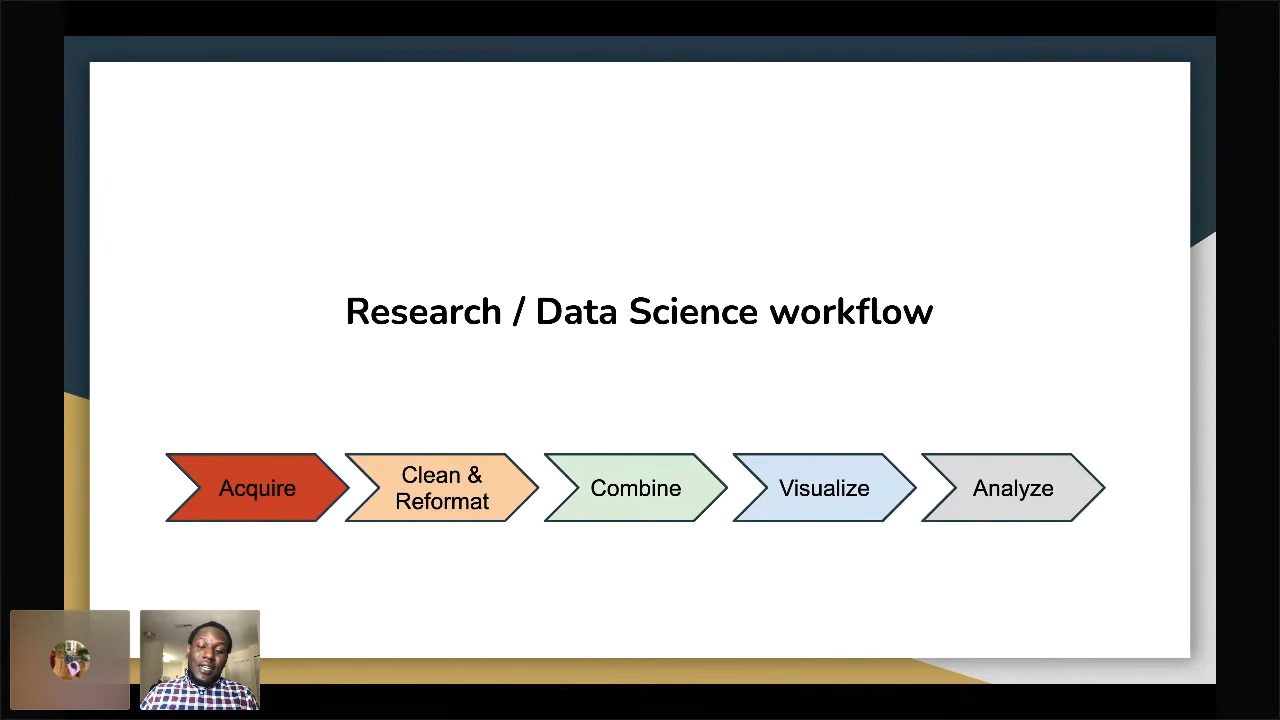 Research / Data Science workflow
Acquire
Clean &
Reformat
Combine
Visualize
Analyze